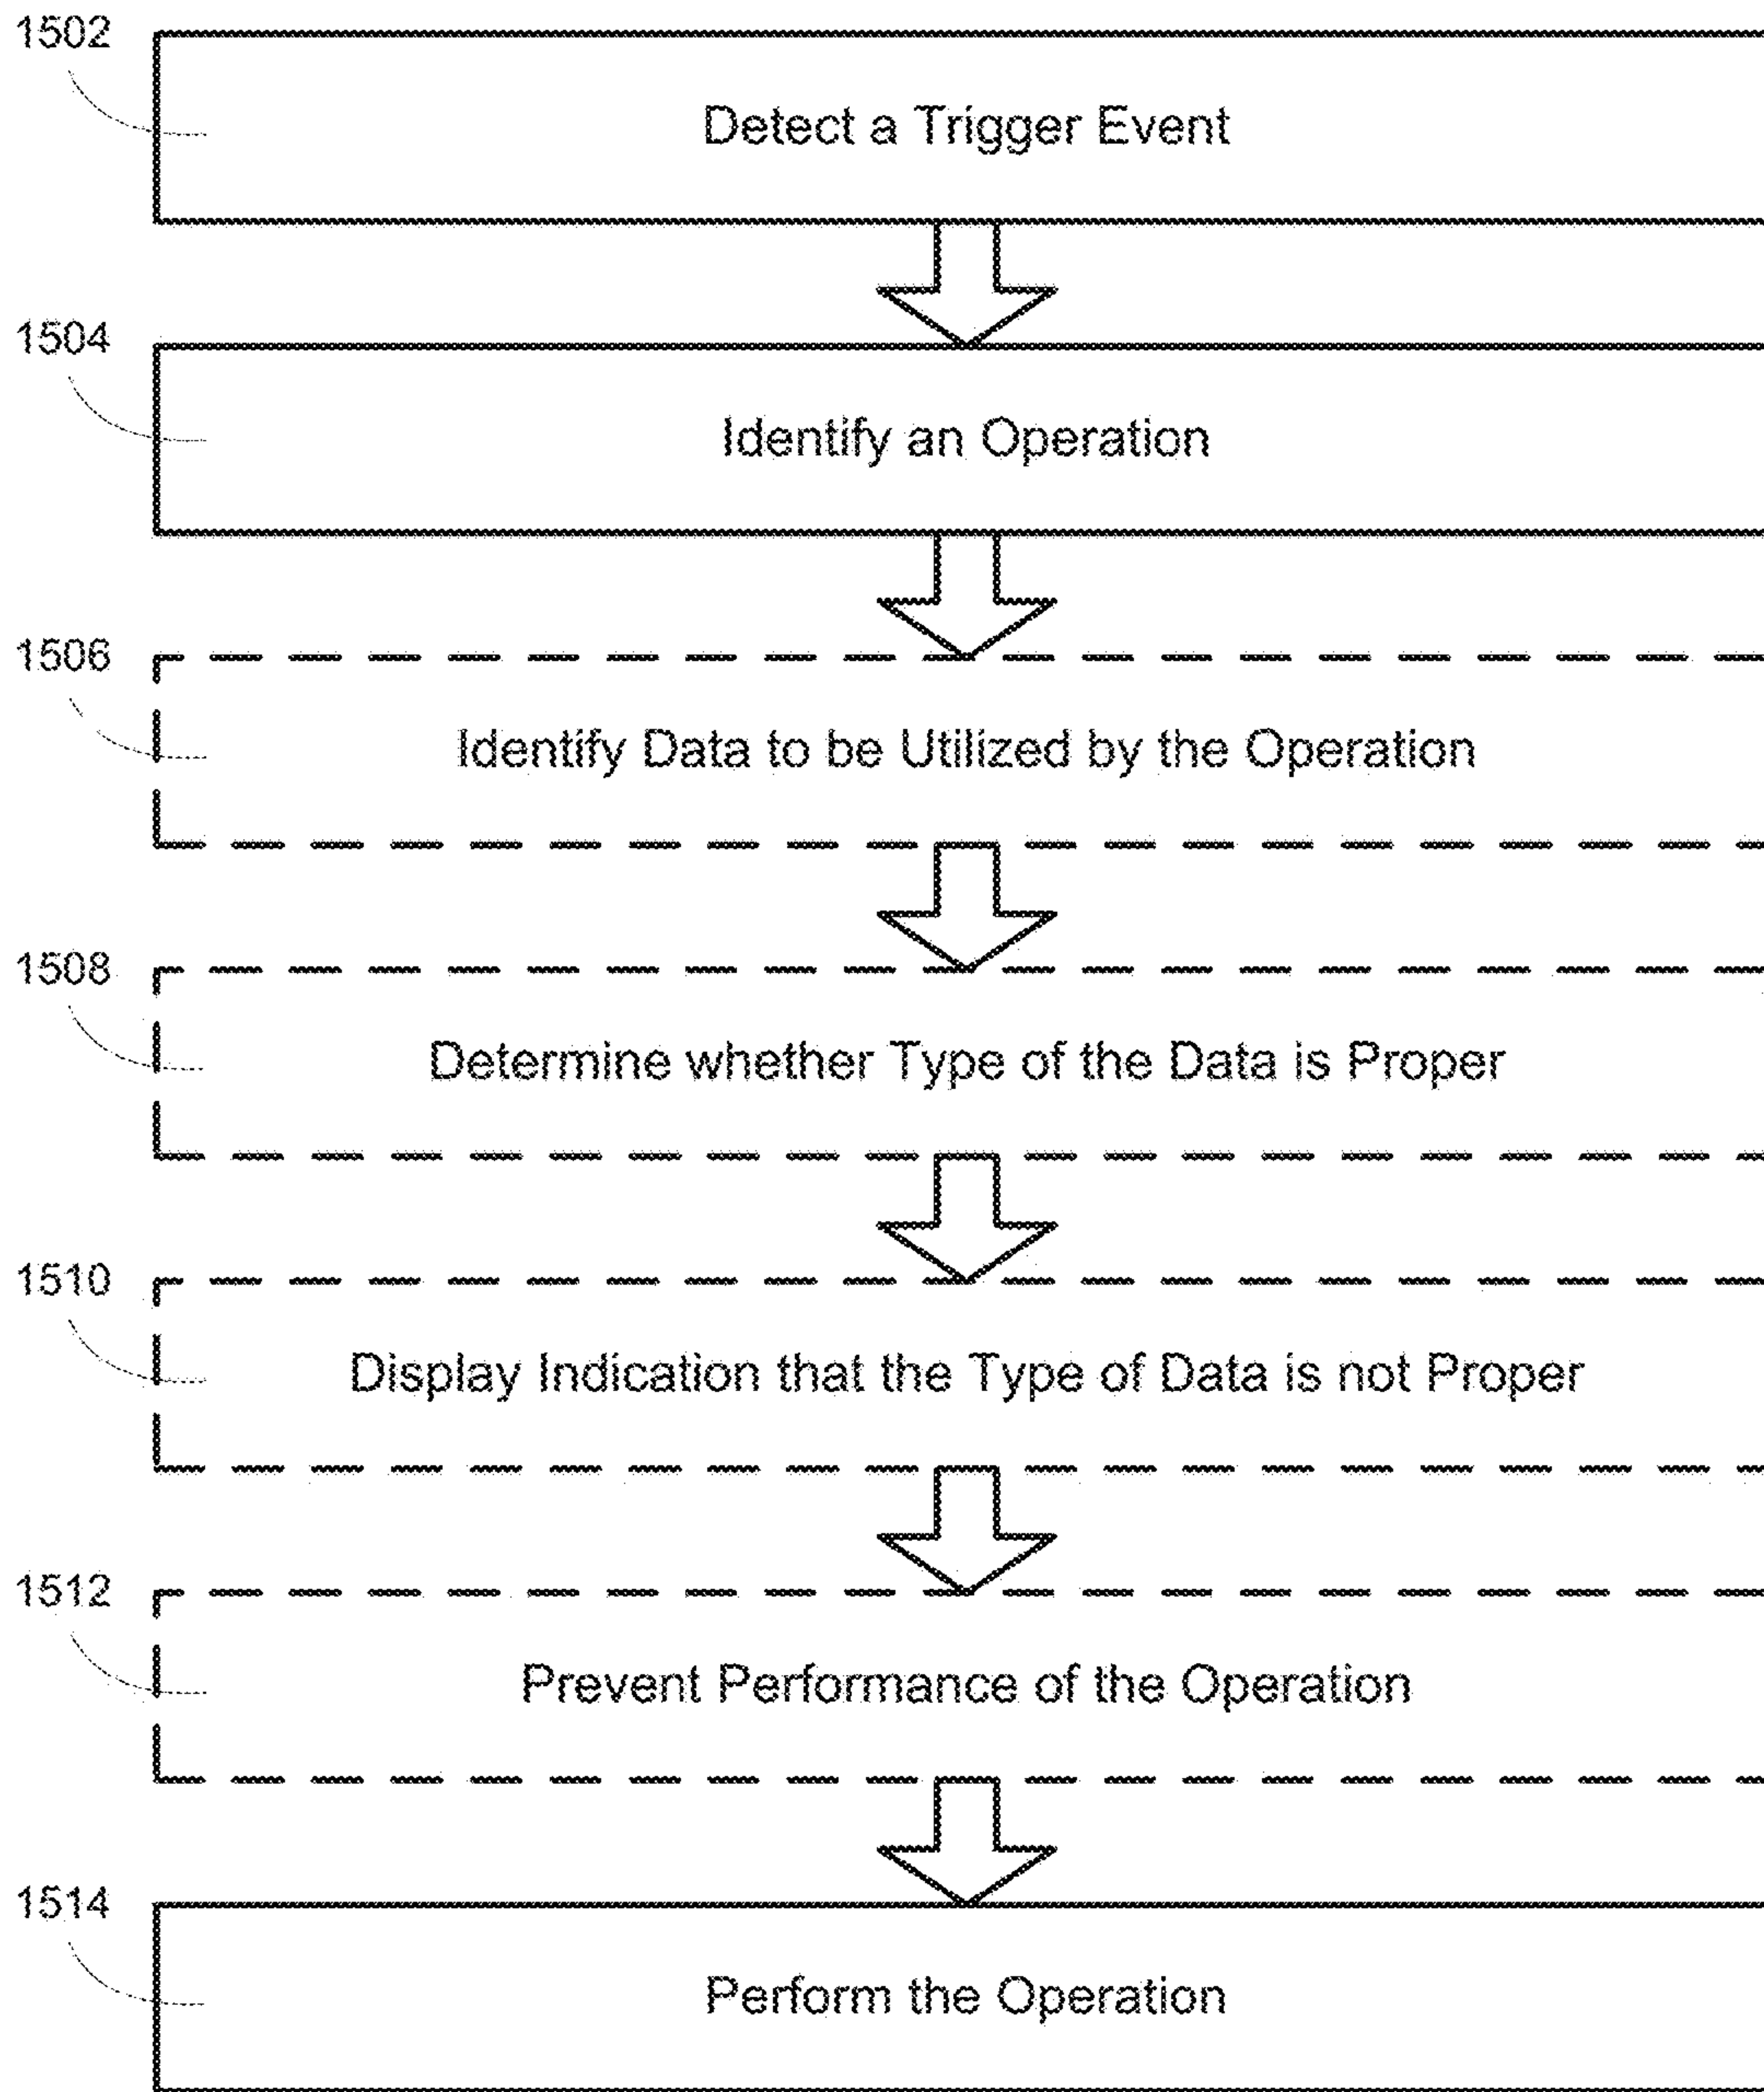 1502
Detect a Trigger Event
1504
Identify an Operation
1506
Identify Data to be Utilized by the Operation
1508
Determine whether Type of the Data is Proper
1510
Display Indication that the Type of Data is not Proper
1512
Prevent Performance of the Operation
1514
Perform the Operation